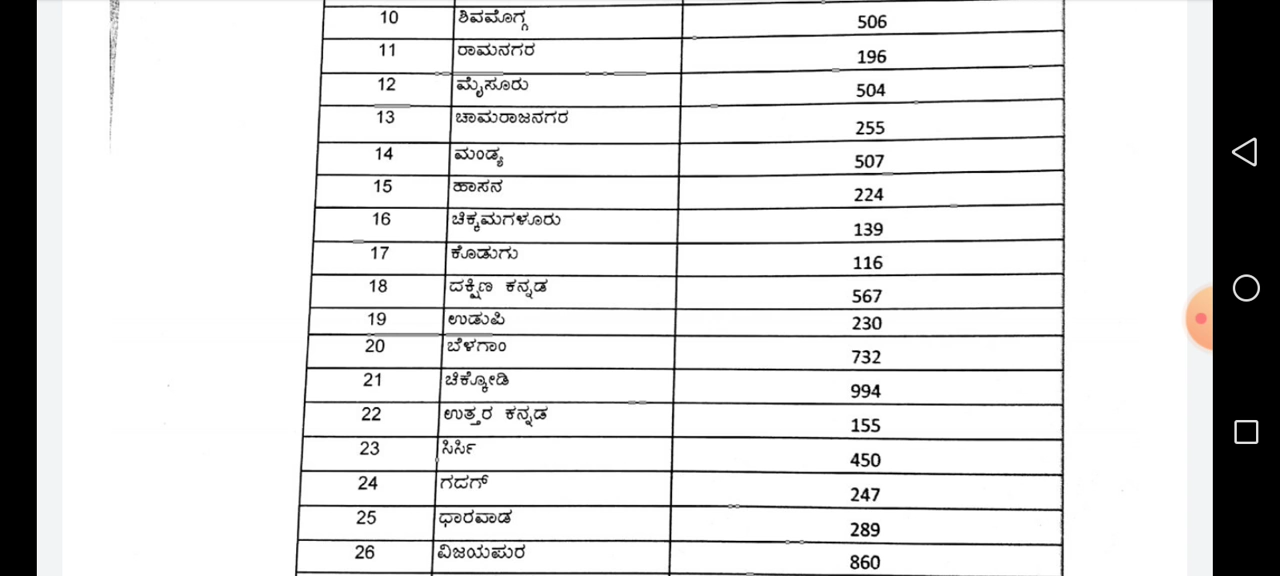 10 ಶಿವಮೊಗ್ಗ 506
11 ರಾಮನಗರ 196
12 ಮೈಸೂರು 504
13 ಚಾಮರಾಜನಗರ 255
14 ಮಂಡ್ಯ 507
15 ಹಾಸನ 224
16 ಚಿಕ್ಕಮಗಳೂರು 139
17 ಕೊಡುಗು 116
18 ದಕ್ಷಿಣ ಕನ್ನಡ 567
19 ಉಡುಪಿ 230
20 ಬೆಳಗಾಂ 732
21 ಚಿಕ್ಕೋಡಿ 994
22 ಉತ್ತರ ಕನ್ನಡ 155
23 ಸಿರ್ಸಿ 450
24 ಗದಗ್ 247
25 ಧಾರವಾಡ 289
26 ವಿಜಯಪುರ 860